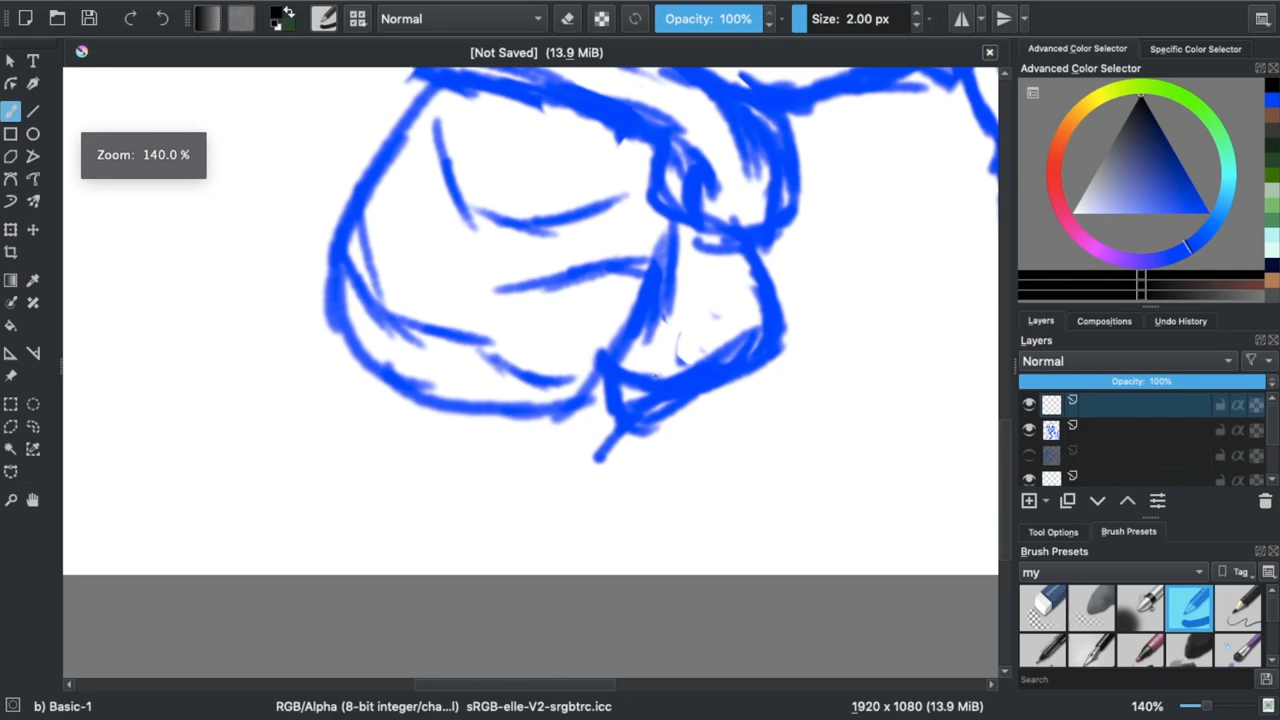 Normal
Opacity: 100%
Size: 2.00 px
[Not Saved] (13.9 MiB)
Zoom: 140.0 %
Advanced Color Selector
Specific Color Selector
Advanced Color Selector
Layers
Compositions
Undo History
Layers
Normal
Opacity: 100%
Tool Options
Brush Presets
Brush Presets
my
Tag
Search
b) Basic-1
RGB/Alpha (8-bit integer/cha...l) sRGB-elle-V2-srgbtrc.icc
1920 x 1080 (13.9 MiB)
140%